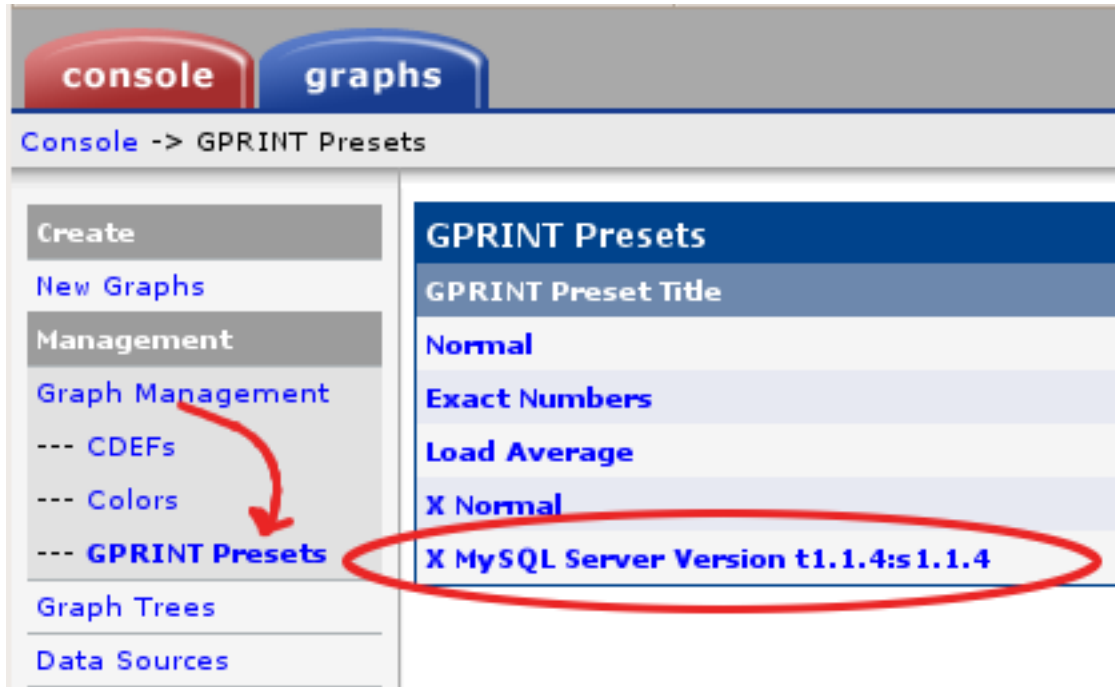 console graphs
Console -> GPRINT Presets
Create
New Graphs
Management
Graph Management
--- CDEFs
--- Colors
--- GPRINT Presets
Graph Trees
Data Sources
GPRINT Presets
GPRINT Preset Title
Normal
Exact Numbers
Load Average
X Normal
X MySQL Server Version t1.1.4:s1.1.4